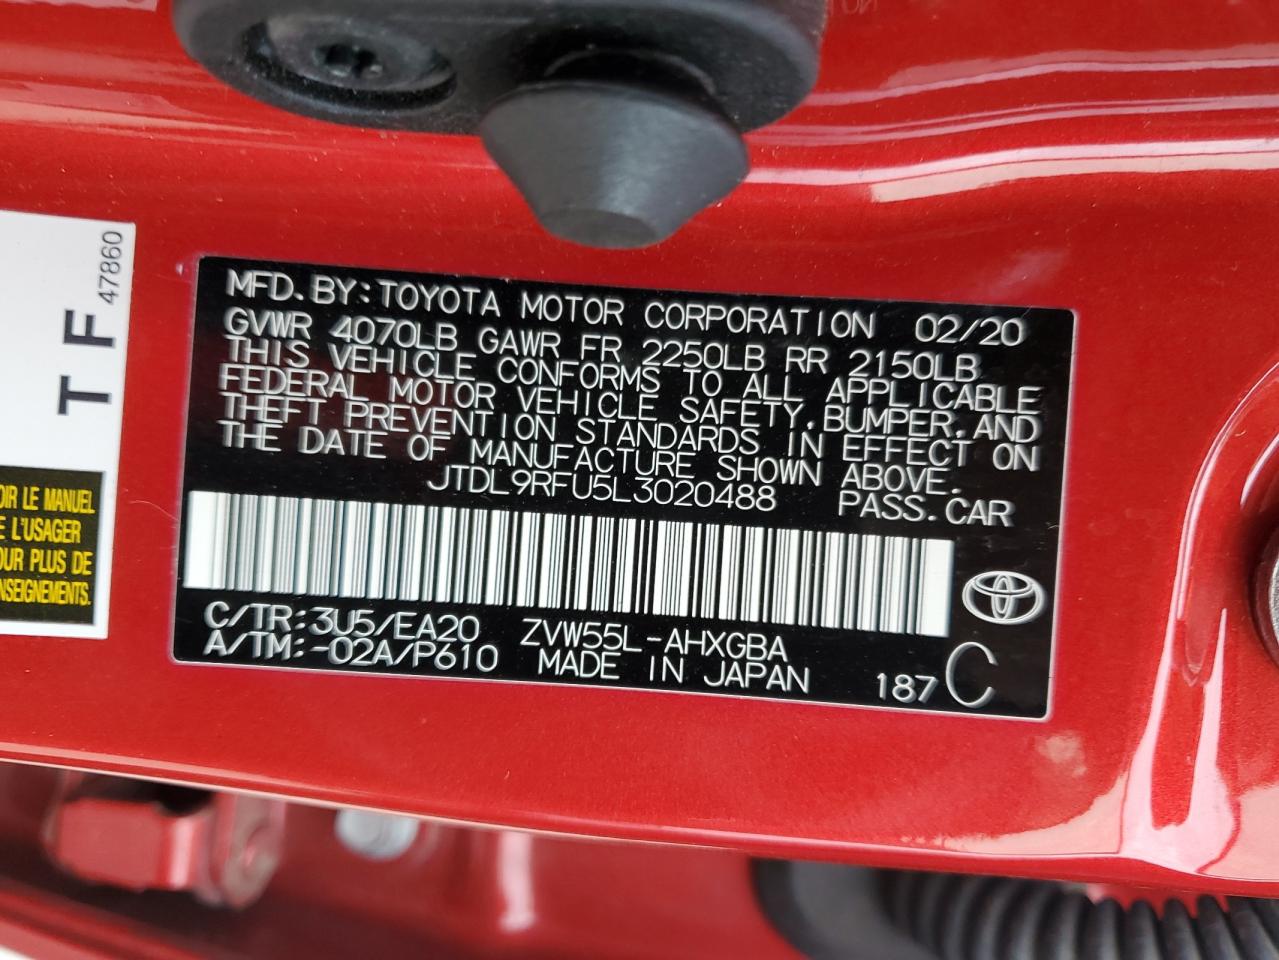 MFD.BY:TOYOTA MOTOR CORPORATION 02/20
GVWR 4070LB GAWR FR 2250LB RR 2150LB
THIS VEHICLE CONFORMS TO ALL APPLICABLE
FEDERAL MOTOR VEHICLE SAFETY,BUMPER,AND
THEFT PREVENTION STANDARDS IN EFFECT ON
THE DATE OF MANUFACTURE SHOWN ABOVE.
JTDL9RFU5L3020488 PASS.CAR
C/TR:3U5/EA20 ZVW55L-AHXGBA
A/TM:-02A/P610 MADE IN JAPAN 187 C
T F
47860
OIR LE MANUEL
L'USAGER
OUR PLUS DE